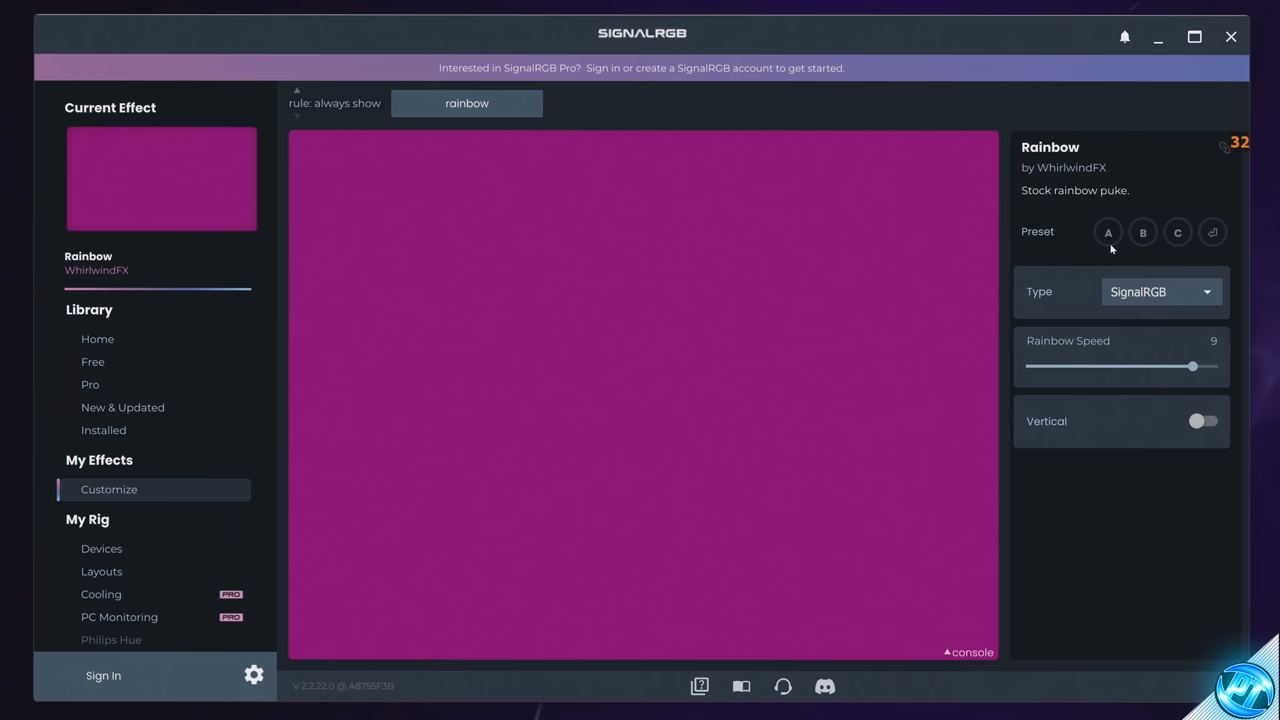 SIGNALRGB
Interested in SignalRGB Pro? Sign in or create a SignalRGB account to get started.
Current Effect
Rainbow
WhirlwindFX
Library
Home
Free
Pro
New & Updated
Installed
My Effects
Customize
My Rig
Devices
Layouts
Cooling PRO
PC Monitoring PRO
Philips Hue
Sign In
rule: always show rainbow
console
V 2.2.22.0 @ A8755F3B
Rainbow 32
by WhirlwindFX
Stock rainbow puke.
Preset A B C
Type SignalRGB
Rainbow Speed 9
Vertical
PT